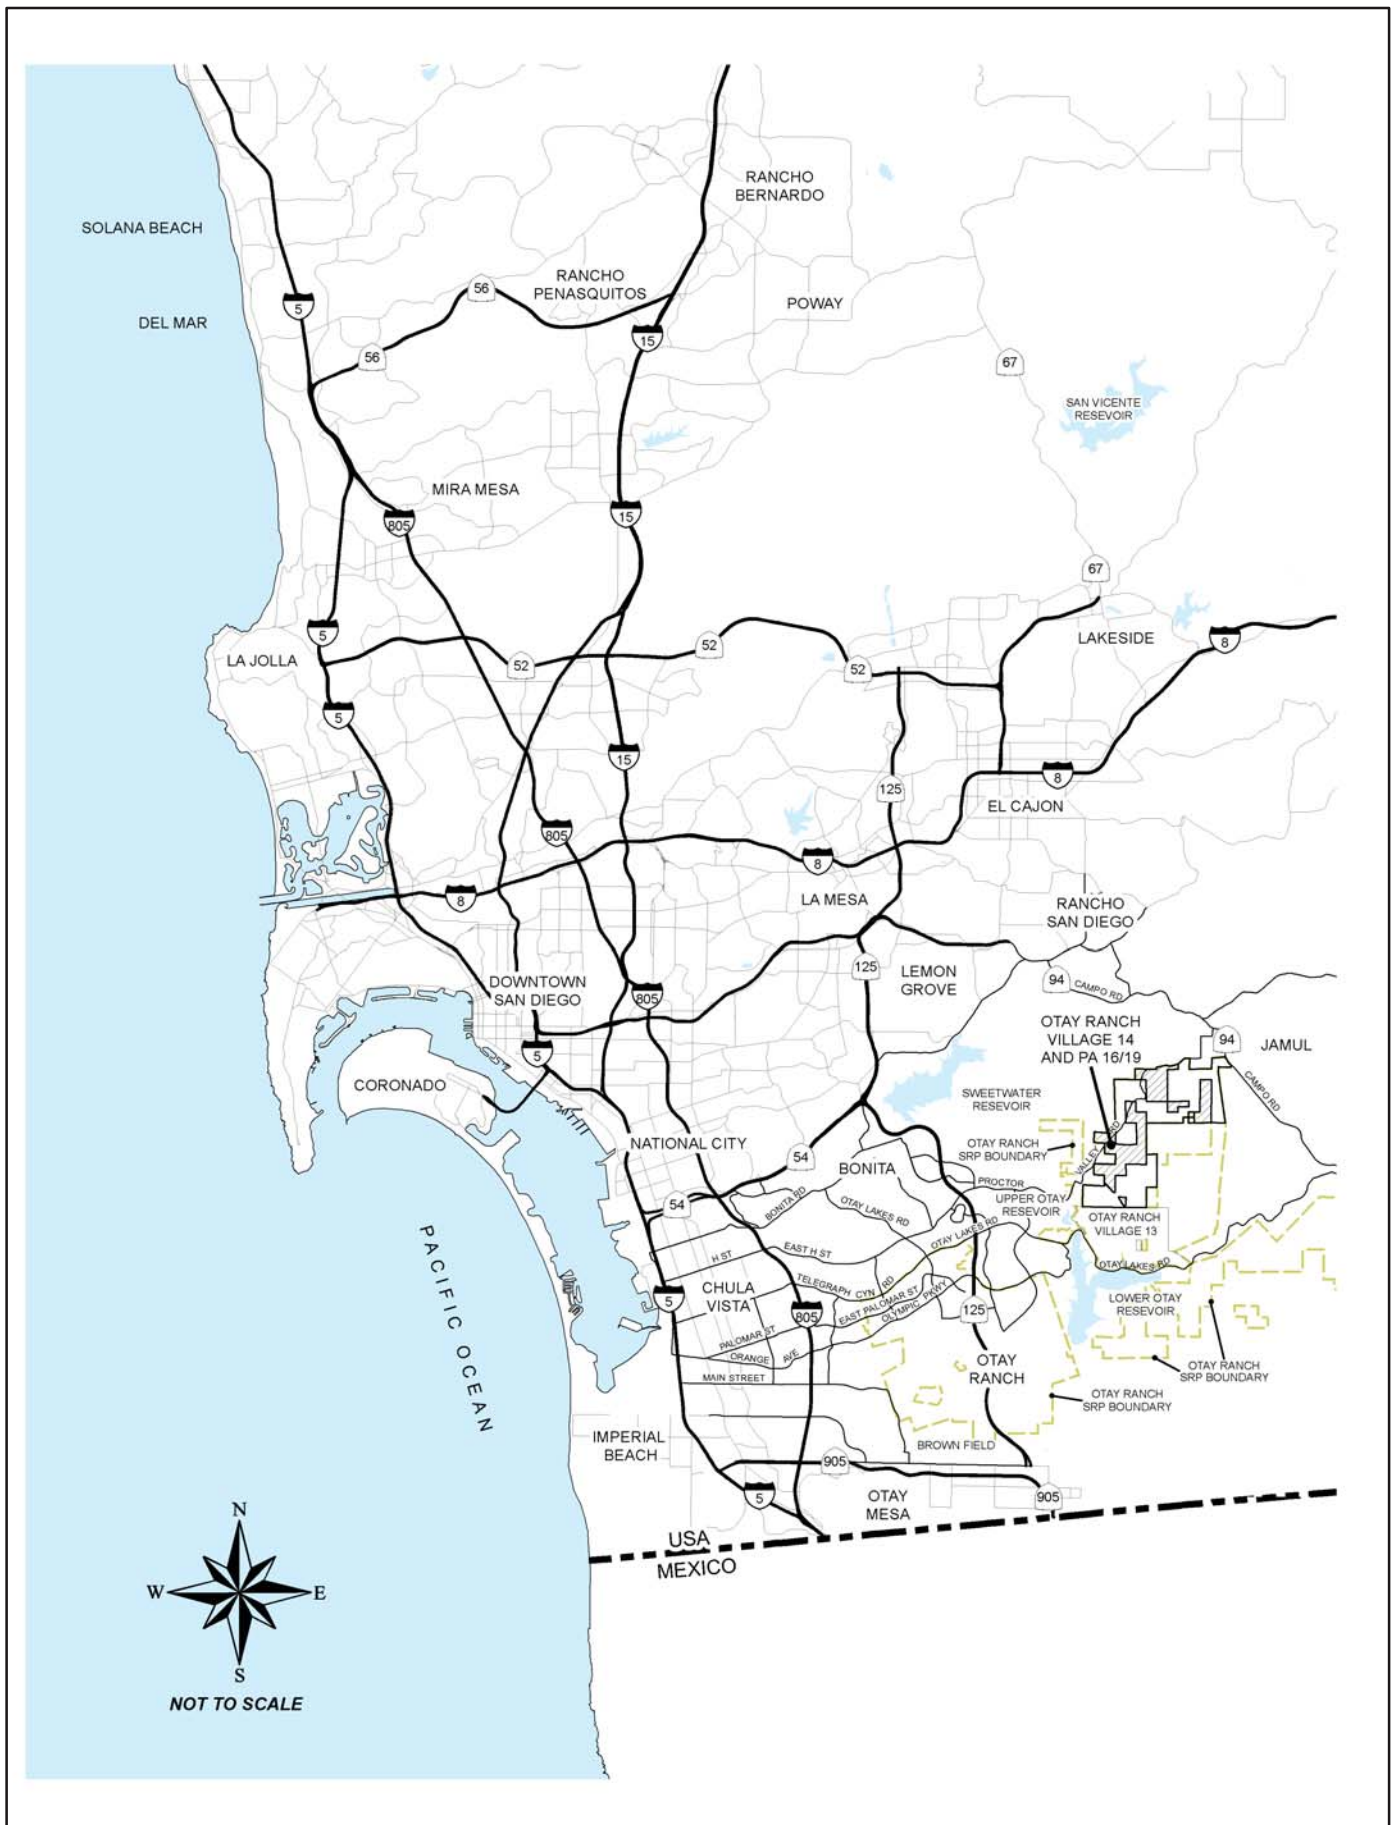 RANCHO
BERNARDO
SOLANA BEACH
RANCHO
PENASQUITOS
56
POWAY
5
DEL MAR
15
56
67
SAN VICENTE
RESEVOIR
MIRA MESA
15
805
67
5
LAKESIDE
8
52
LA JOLLA
52
52
5
15
8
125
EL CAJON
805
8
8
LA MESA
RANCHO
SAN DIEGO
125
LEMON
GROVE
94
CAMPO RD
DOWNTOWN
SAN DIEGO
805
OTAY RANCH
VILLAGE 14
AND PA 16/19
94
JAMUL
5
CORONADO
CAMPO RD
SWEETWATER
RESEVOIR
NATIONAL CITY
OTAY RANCH
SRP BOUNDARY
VALLEY RD
54
BONITA
PROCTOR
54
BONITA RD
OTAY LAKES RD
UPPER OTAY
RESEVOIR
OTAY RANCH
VILLAGE 13
OTAY LAKES RD
H ST
EAST H ST
OTAY LAKES RD
CHULA
VISTA
TELEGRAPH CYN RD
5
805
EAST PALOMAR ST
OLYMPIC PKWY
125
LOWER OTAY
RESEVOIR
PALOMAR ST
ORANGE AVE
MAIN STREET
OTAY
RANCH
OTAY RANCH
SRP BOUNDARY
OTAY RANCH
SRP BOUNDARY
PACIFIC OCEAN
IMPERIAL
BEACH
BROWN FIELD
905
5
OTAY
MESA
905
USA
MEXICO
N
W
E
S
NOT TO SCALE